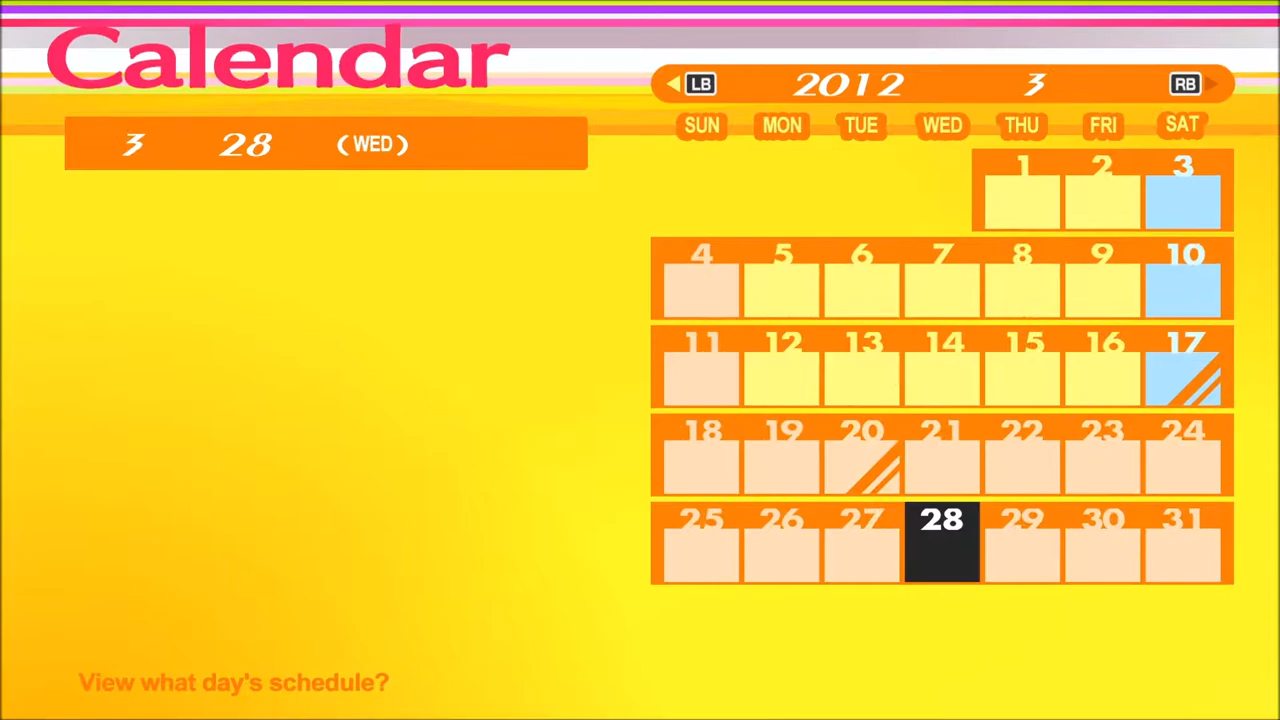 Calendar
LB 2012 3 RB
3 28 (WED)
SUN MON TUE WED THU FRI SAT
1 2 3
4 5 6 7 8 9 10
11 12 13 14 15 16 17
18 19 20 21 22 23 24
25 26 27 28 29 30 31
View what day's schedule?